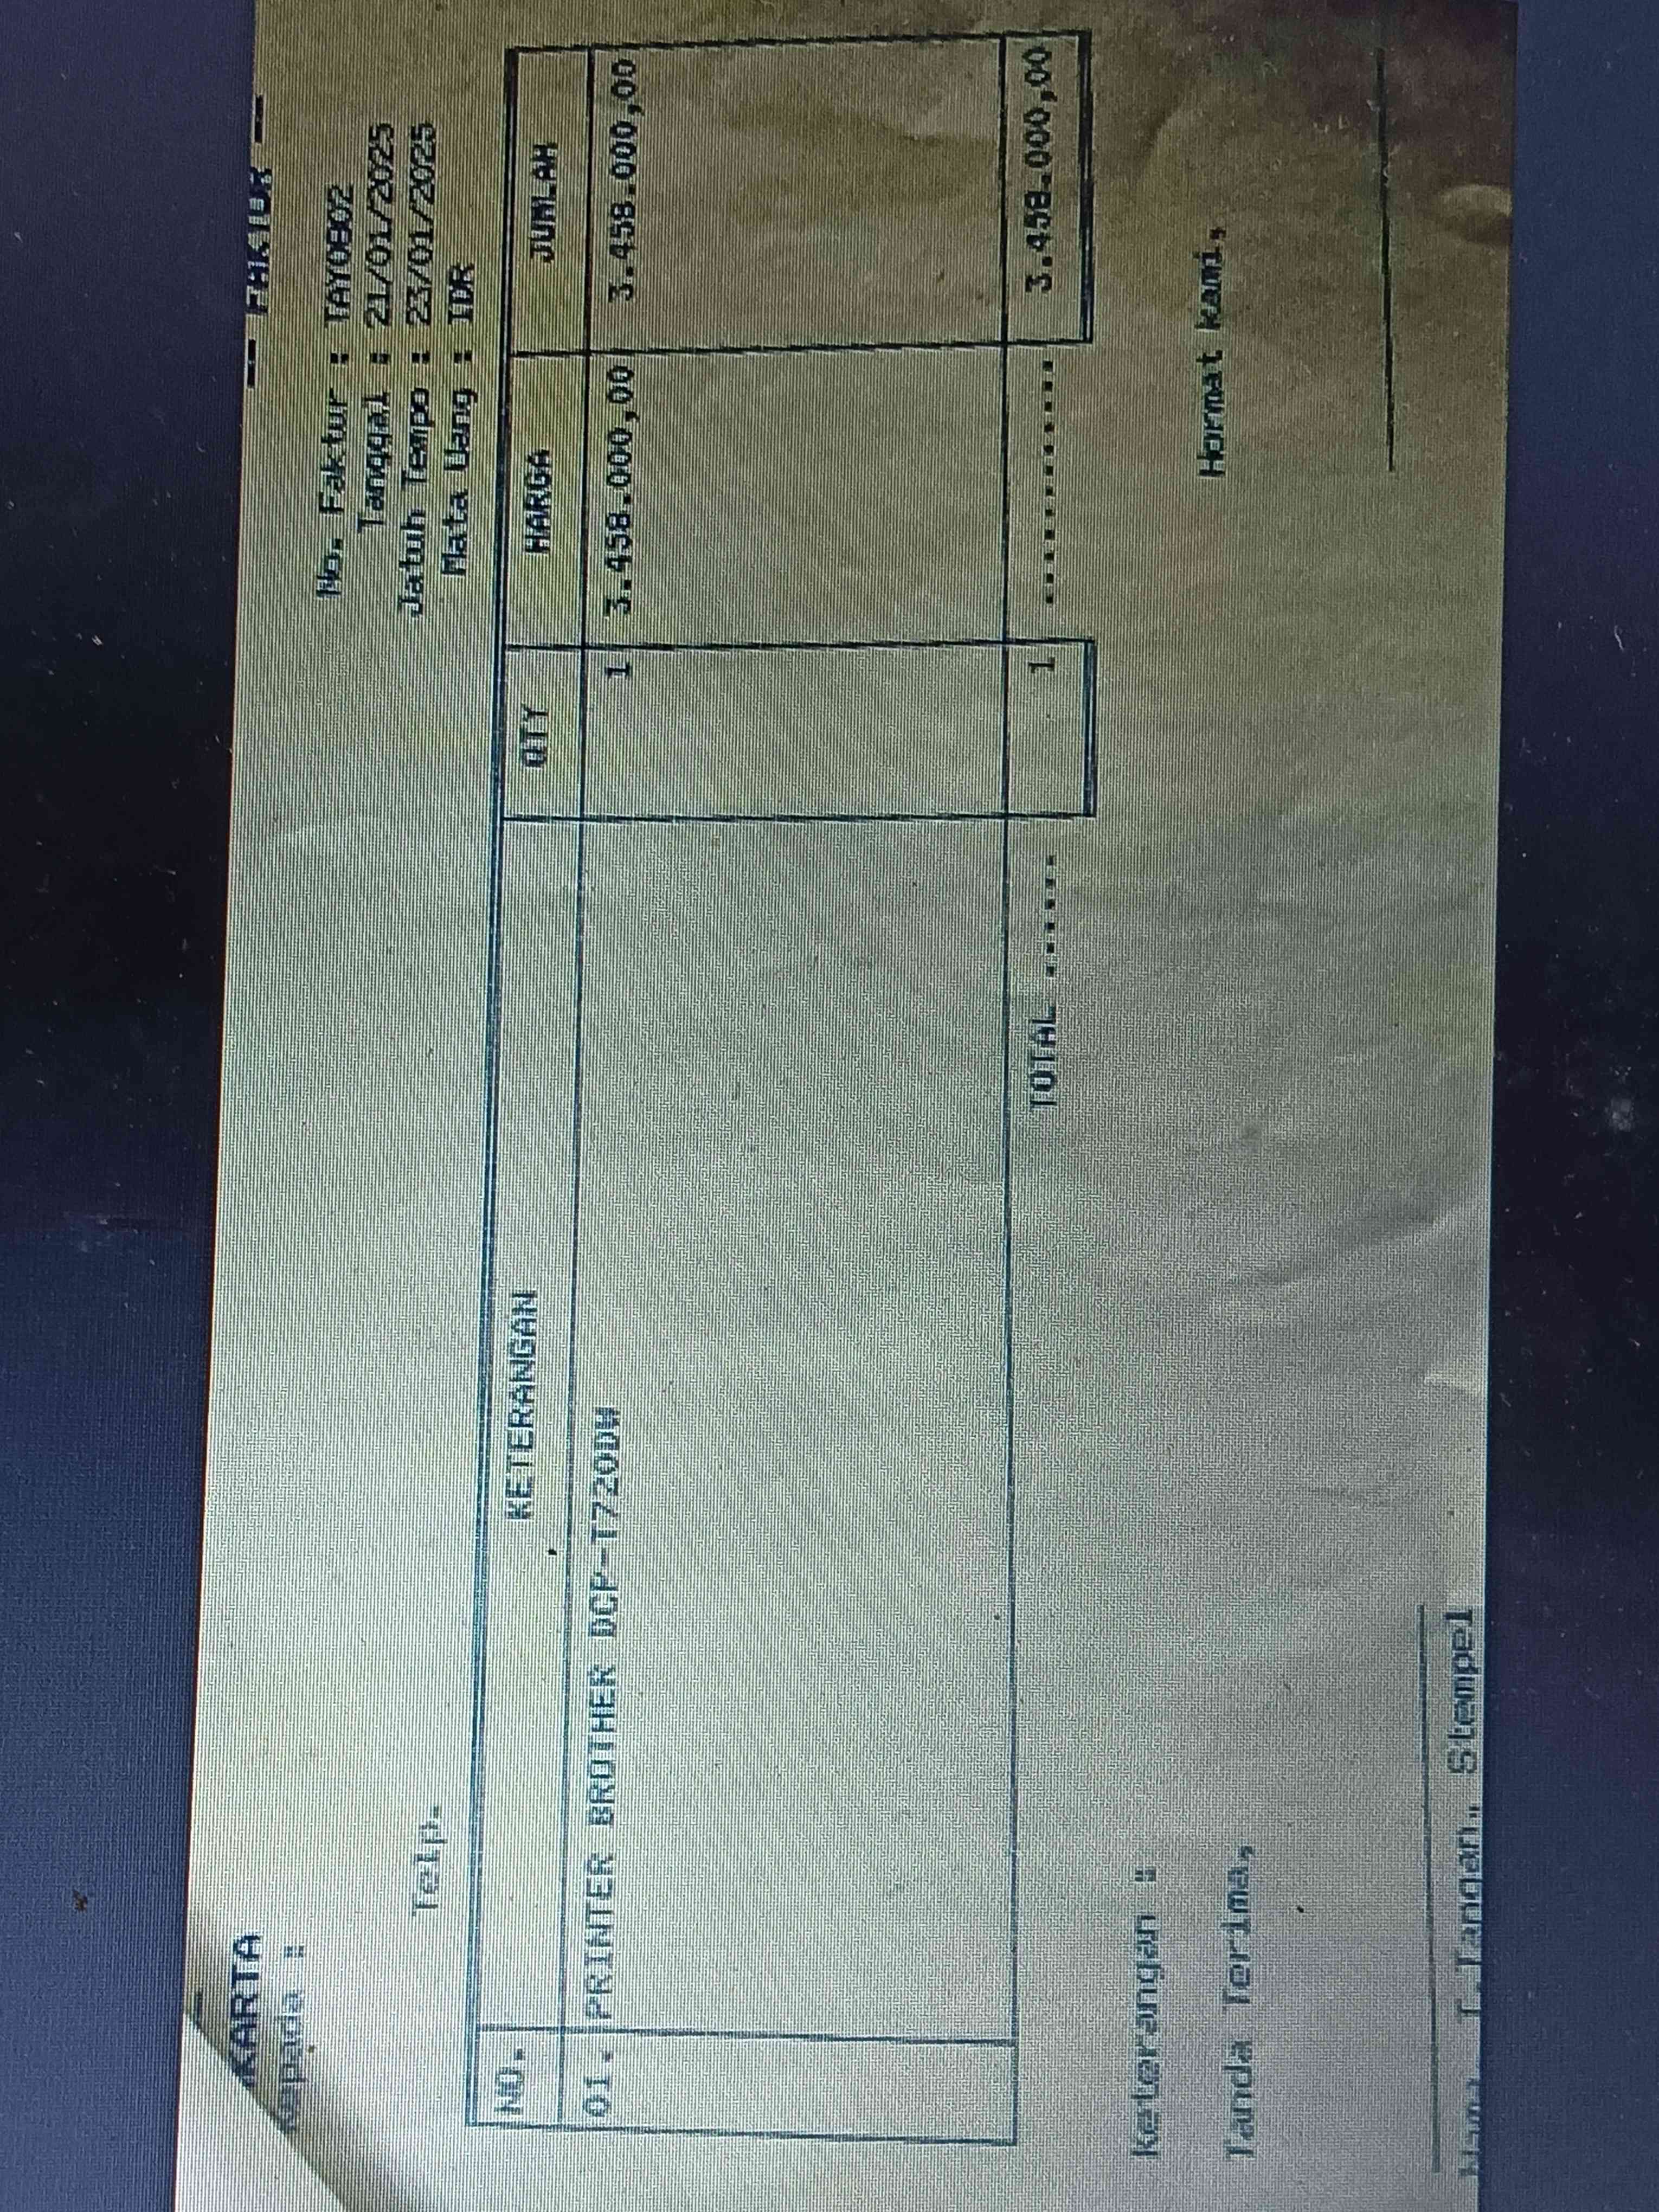 == FAKTUR ==
KARTA
Kepada :
No. Faktur : TAY0802
Tanggal : 21/01/2025
Telp.
Jatuh Tempo : 23/01/2025
Mata Uang : IDR
NO. KETERANGAN QTY HARGA JUMLAH
01. PRINTER BROTHER DCP-T720DW 1 3.458.000,00 3.458.000,00
TOTAL ....... 1 ............... 3.458.000,00
Keterangan :
Tanda Terima, Hormat kami,
Nama, T.Tangan, Stempel